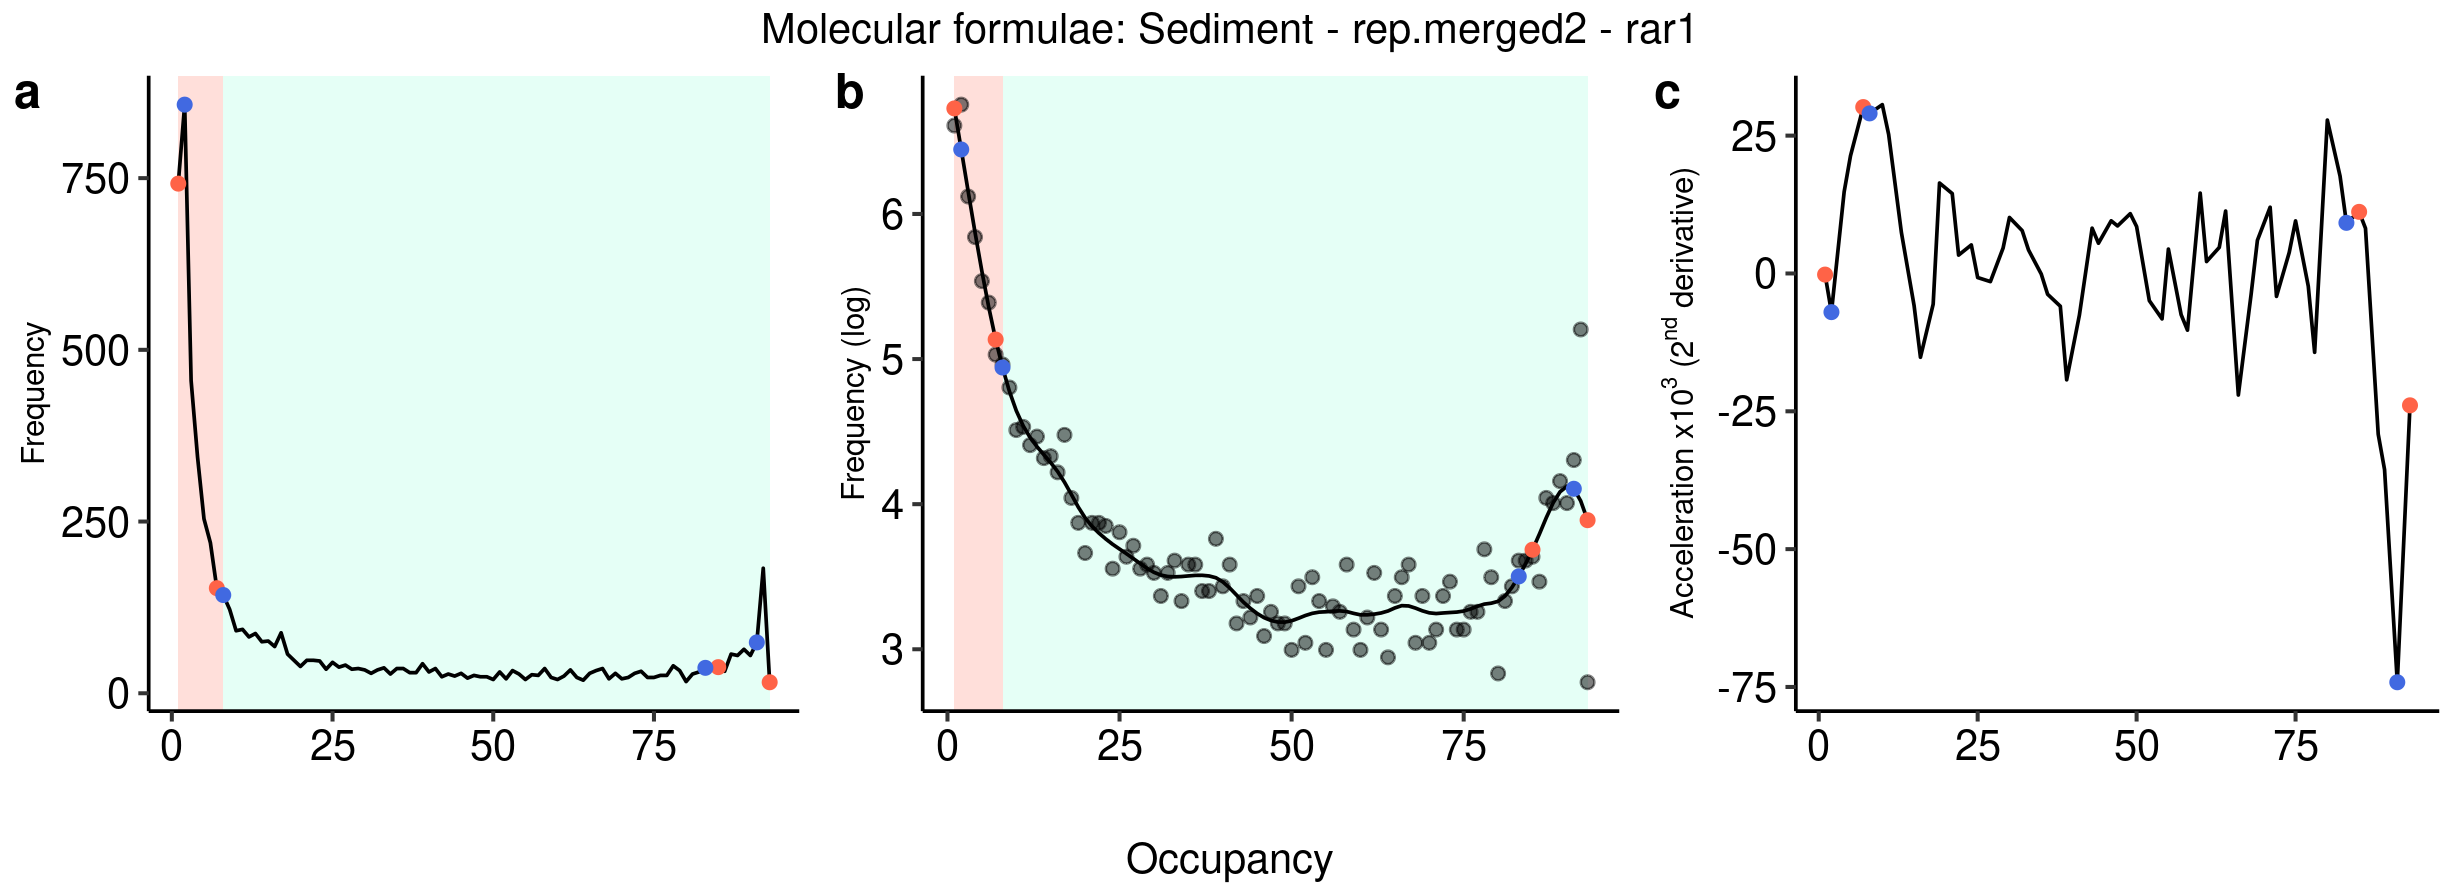 Molecular formulae: Sediment - rep.merged2 - rar1
a
Frequency
750
500
250
0
0 25 50 75
b
Frequency (log)
6
5
4
3
0 25 50 75
c
Acceleration x10³ (2ⁿᵈ derivative)
25
0
-25
-50
-75
0 25 50 75
Occupancy